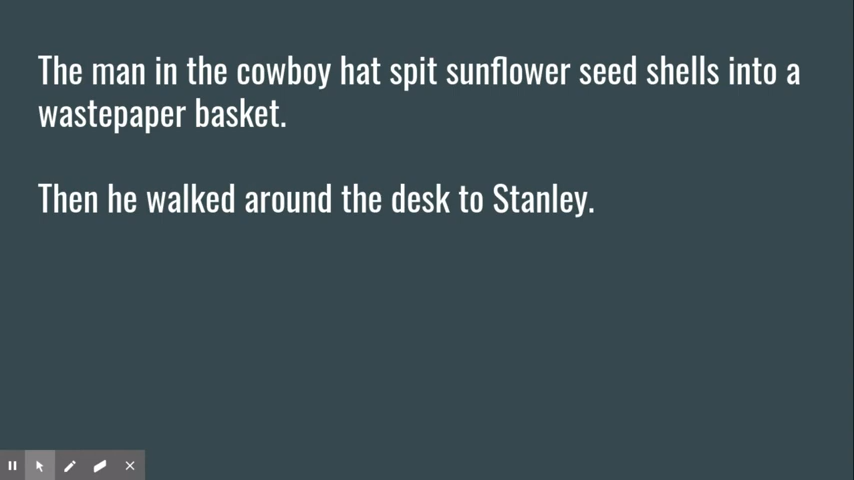 The man in the cowboy hat spit sunflower seed shells into a
wastepaper basket.
Then he walked around the desk to Stanley.